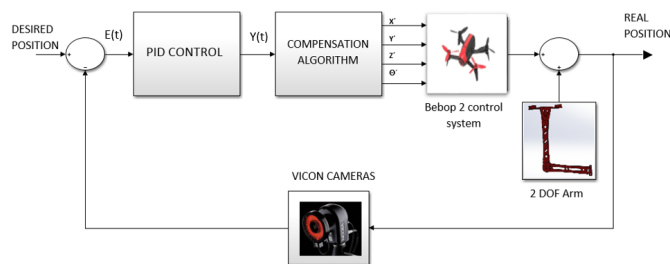 DESIRED
POSITION
E(t)
PID CONTROL
Y(t)
COMPENSATION
ALGORITHM
X'
Y'
Z'
Θ'
Bebop 2 control
system
REAL
POSITION
2 DOF Arm
VICON CAMERAS